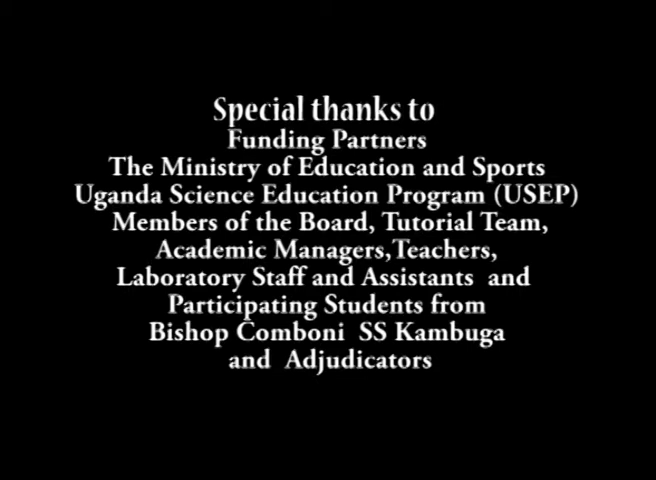 Special thanks to
Funding Partners
The Ministry of Education and Sports
Uganda Science Education Program (USEP)
Members of the Board, Tutorial Team,
Academic Managers,Teachers,
Laboratory Staff and Assistants and
Participating Students from
Bishop Comboni SS Kambuga
and Adjudicators